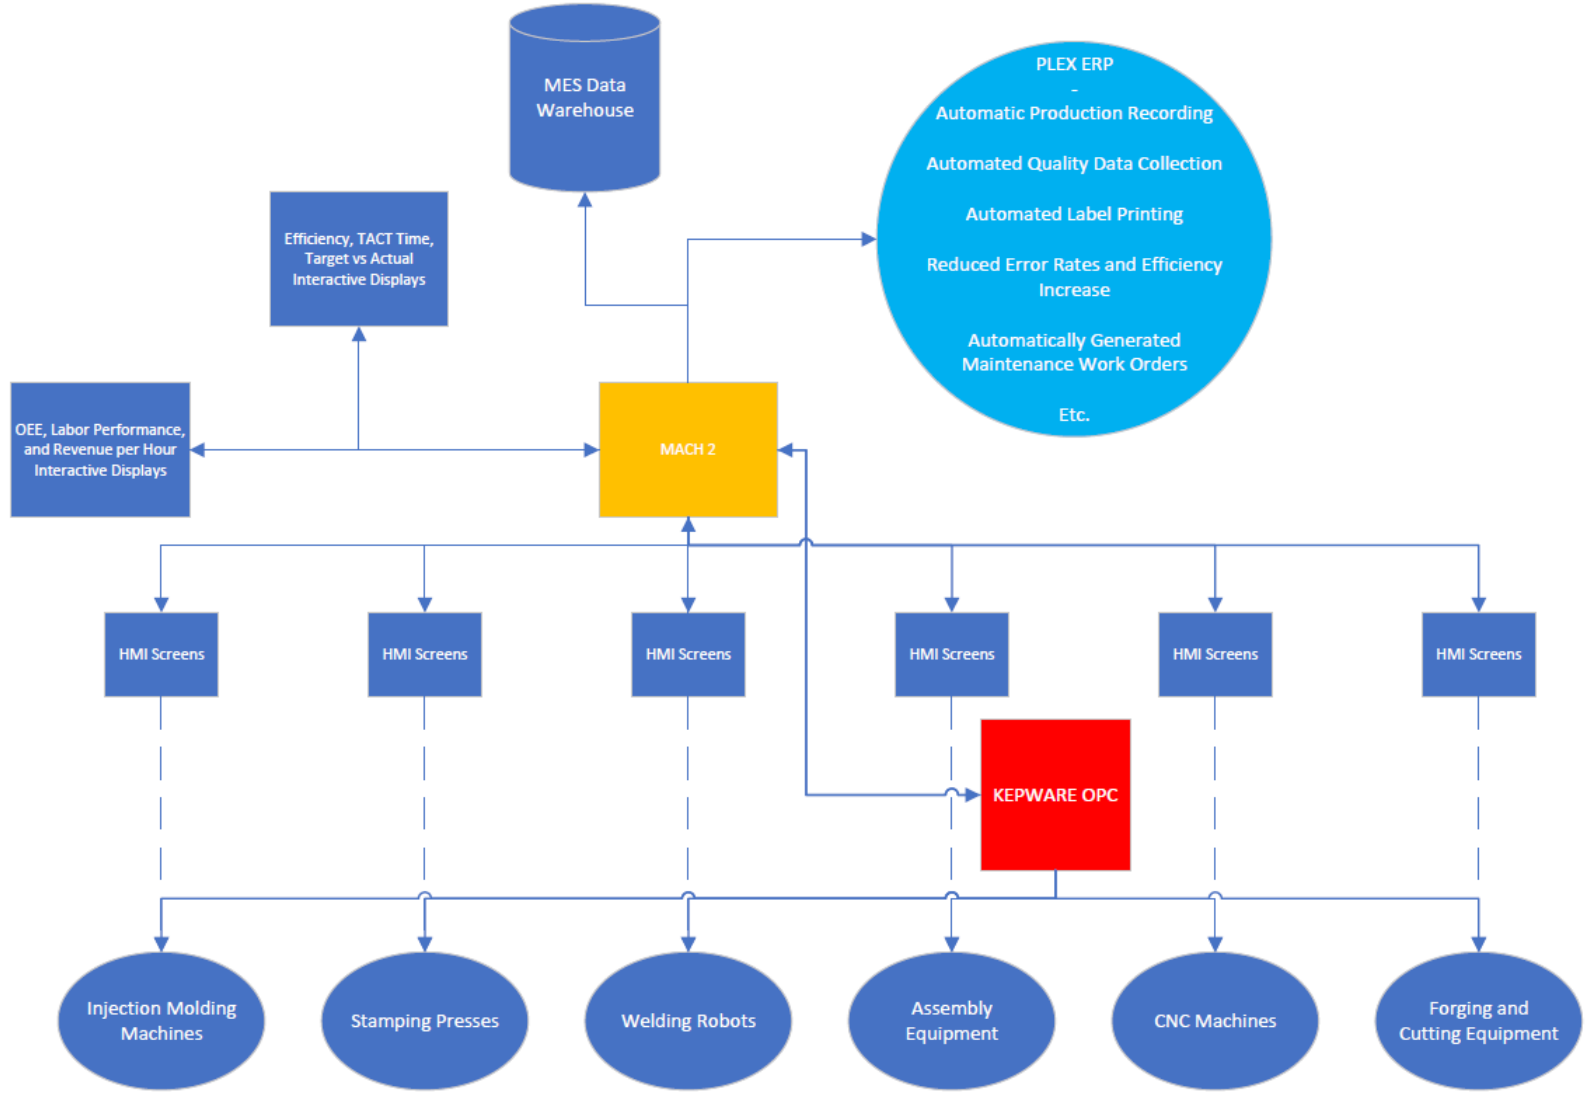 MES Data
Warehouse
PLEX ERP
-
Automatic Production Recording
Automated Quality Data Collection
Automated Label Printing
Reduced Error Rates and Efficiency
Increase
Automatically Generated
Maintenance Work Orders
Etc.
Efficiency, TACT Time,
Target vs Actual
Interactive Displays
OEE, Labor Performance,
and Revenue per Hour
Interactive Displays
MACH 2
HMI Screens
HMI Screens
HMI Screens
HMI Screens
HMI Screens
HMI Screens
KEPWARE OPC
Injection Molding
Machines
Stamping Presses
Welding Robots
Assembly
Equipment
CNC Machines
Forging and
Cutting Equipment